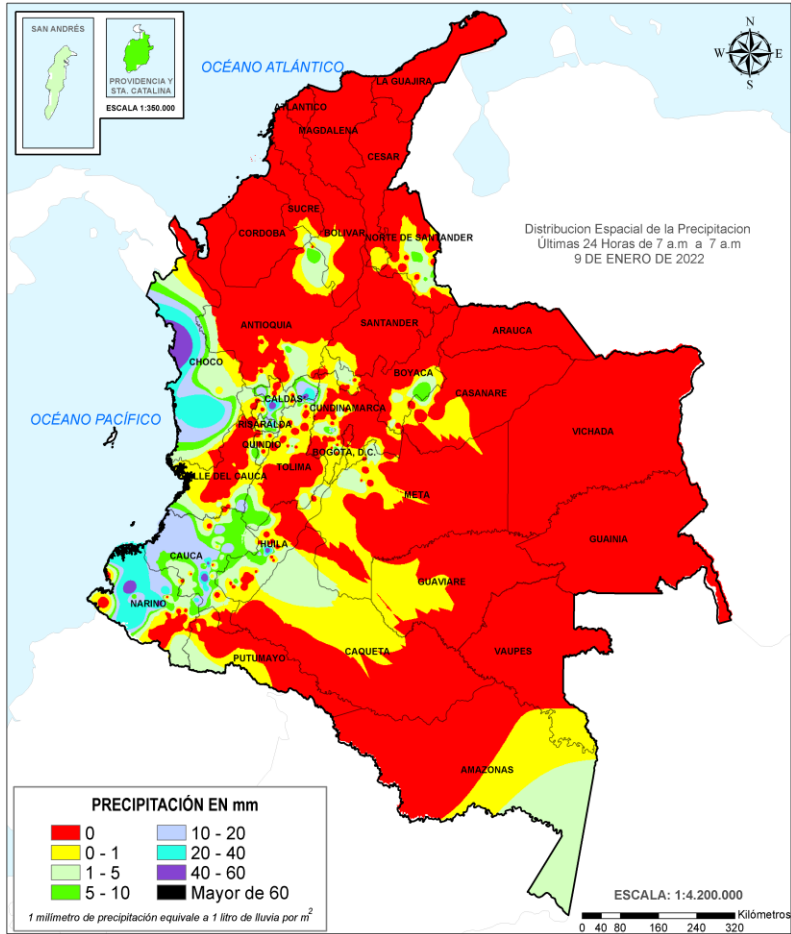 SAN ANDRÉS
PROVIDENCIA Y
STA. CATALINA
ESCALA 1:350.000
OCÉANO ATLÁNTICO
N
W
E
S
LA GUAJIRA
ATLANTICO
MAGDALENA
CESAR
SUCRE
CORDOBA
BOLIVAR
NORTE DE SANTANDER
Distribucion Espacial de la Precipitacion
Últimas 24 Horas de 7 a.m a 7 a.m
9 DE ENERO DE 2022
ANTIOQUIA
SANTANDER
ARAUCA
CHOCO
BOYACA
CASANARE
CALDAS
CUNDINAMARCA
OCÉANO PACÍFICO
RISARALDA
VICHADA
QUINDIO
BOGOTA, D.C.
TOLIMA
VALLE DEL CAUCA
META
GUAINIA
HUILA
CAUCA
GUAVIARE
NARINO
VAUPES
CAQUETA
PUTUMAYO
AMAZONAS
PRECIPITACIÓN EN mm
0
10 - 20
0 - 1
20 - 40
1 - 5
40 - 60
5 - 10
Mayor de 60
1 milímetro de precipitación equivale a 1 litro de lluvia por m2
ESCALA: 1:4.200.000
Kilómetros
0 40 80 160 240 320